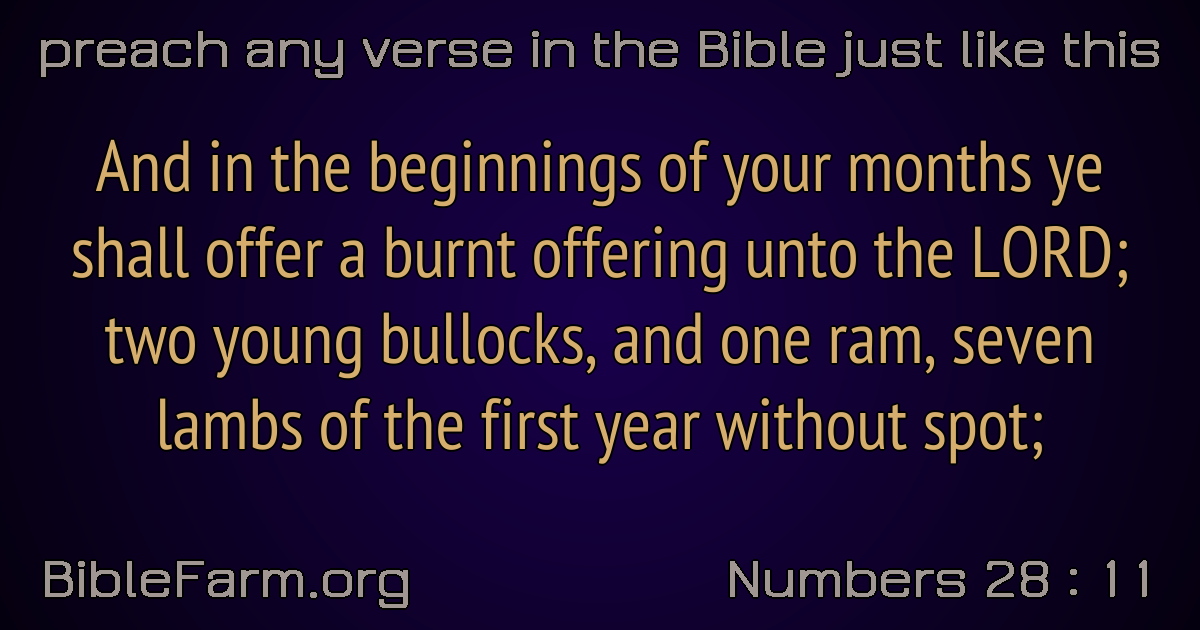 preach any verse in the Bible just like this
And in the beginnings of your months ye
shall offer a burnt offering unto the LORD;
two young bullocks, and one ram, seven
lambs of the first year without spot;
BibleFarm.org
Numbers 28 : 11